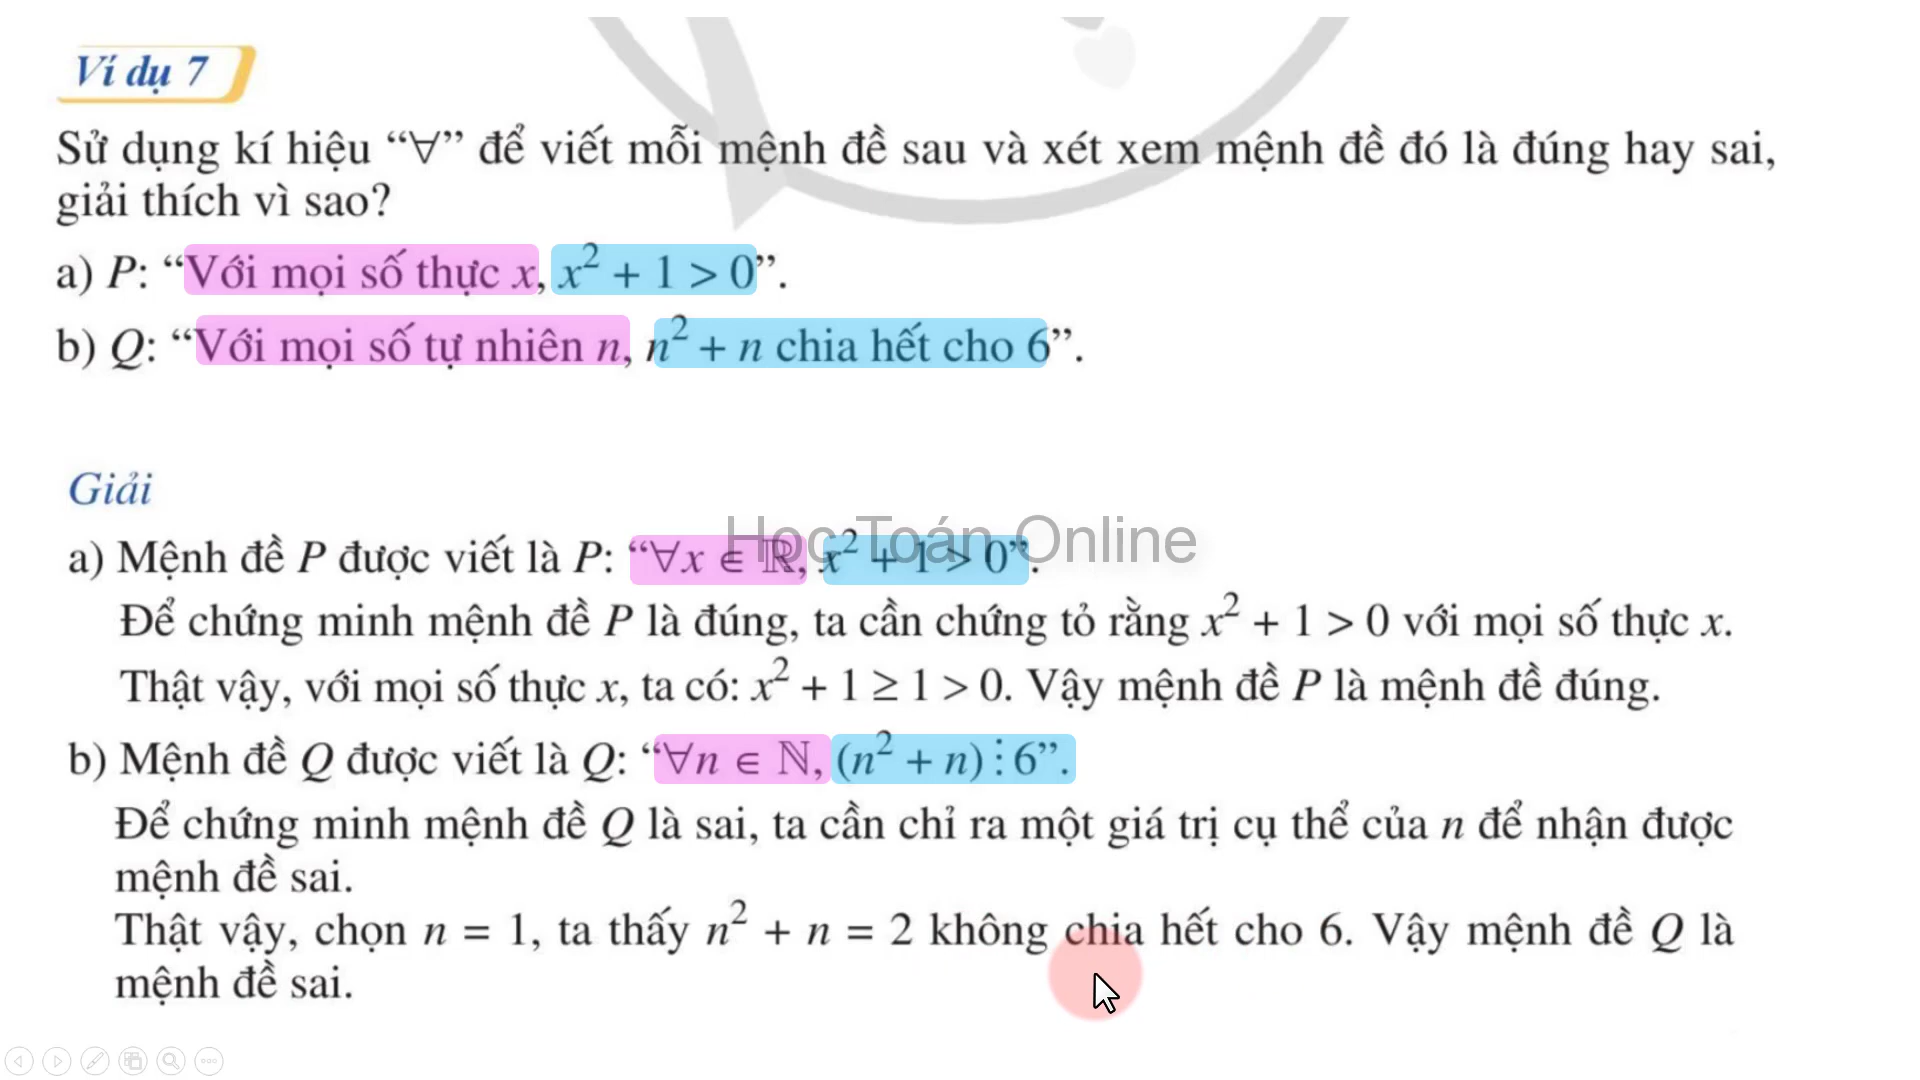 Ví dụ 7
Sử dụng kí hiệu “∀” để viết mỗi mệnh đề sau và xét xem mệnh đề đó là đúng hay sai,
giải thích vì sao?
a) P: “Với mọi số thực x, x² + 1 > 0”.
b) Q: “Với mọi số tự nhiên n, n² + n chia hết cho 6”.
Giải
Học Toán Online
a) Mệnh đề P được viết là P: “∀x ∈ ℝ, x² + 1 > 0”.
Để chứng minh mệnh đề P là đúng, ta cần chứng tỏ rằng x² + 1 > 0 với mọi số thực x.
Thật vậy, với mọi số thực x, ta có: x² + 1 ≥ 1 > 0. Vậy mệnh đề P là mệnh đề đúng.
b) Mệnh đề Q được viết là Q: “∀n ∈ ℕ, (n² + n) ⋮ 6”.
Để chứng minh mệnh đề Q là sai, ta cần chỉ ra một giá trị cụ thể của n để nhận được
mệnh đề sai.
Thật vậy, chọn n = 1, ta thấy n² + n = 2 không chia hết cho 6. Vậy mệnh đề Q là
mệnh đề sai.